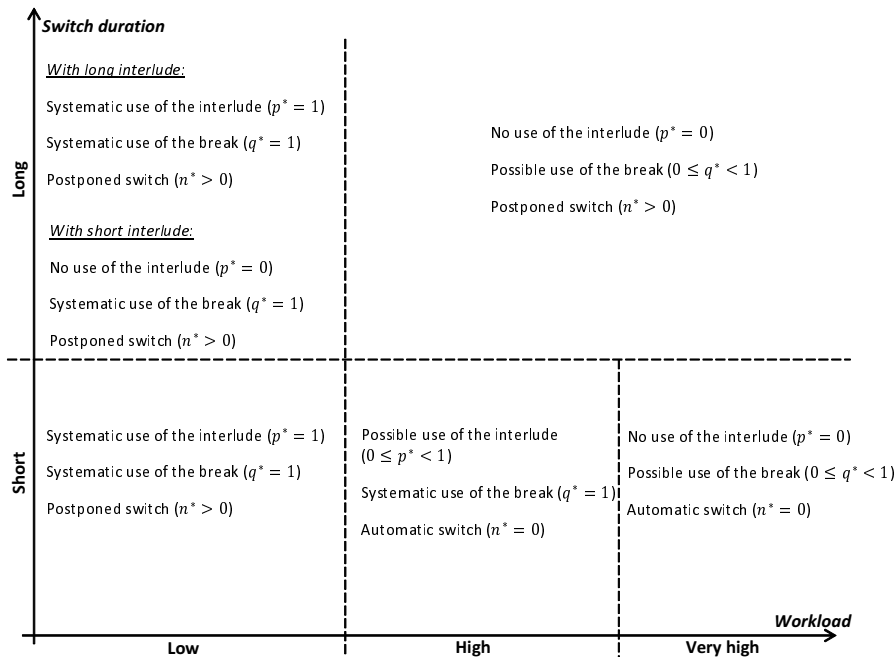 Switch duration
With long interlude:
Systematic use of the interlude (p* = 1)
Systematic use of the break (q* = 1)
Postponed switch (n* > 0)
With short interlude:
No use of the interlude (p* = 0)
Systematic use of the break (q* = 1)
Postponed switch (n* > 0)
No use of the interlude (p* = 0)
Possible use of the break (0 ≤ q* < 1)
Postponed switch (n* > 0)
Long
Systematic use of the interlude (p* = 1)
Systematic use of the break (q* = 1)
Postponed switch (n* > 0)
Possible use of the interlude
(0 ≤ p* < 1)
Systematic use of the break (q* = 1)
Automatic switch (n* = 0)
No use of the interlude (p* = 0)
Possible use of the break (0 ≤ q* < 1)
Automatic switch (n* = 0)
Short
Workload
Low
High
Very high